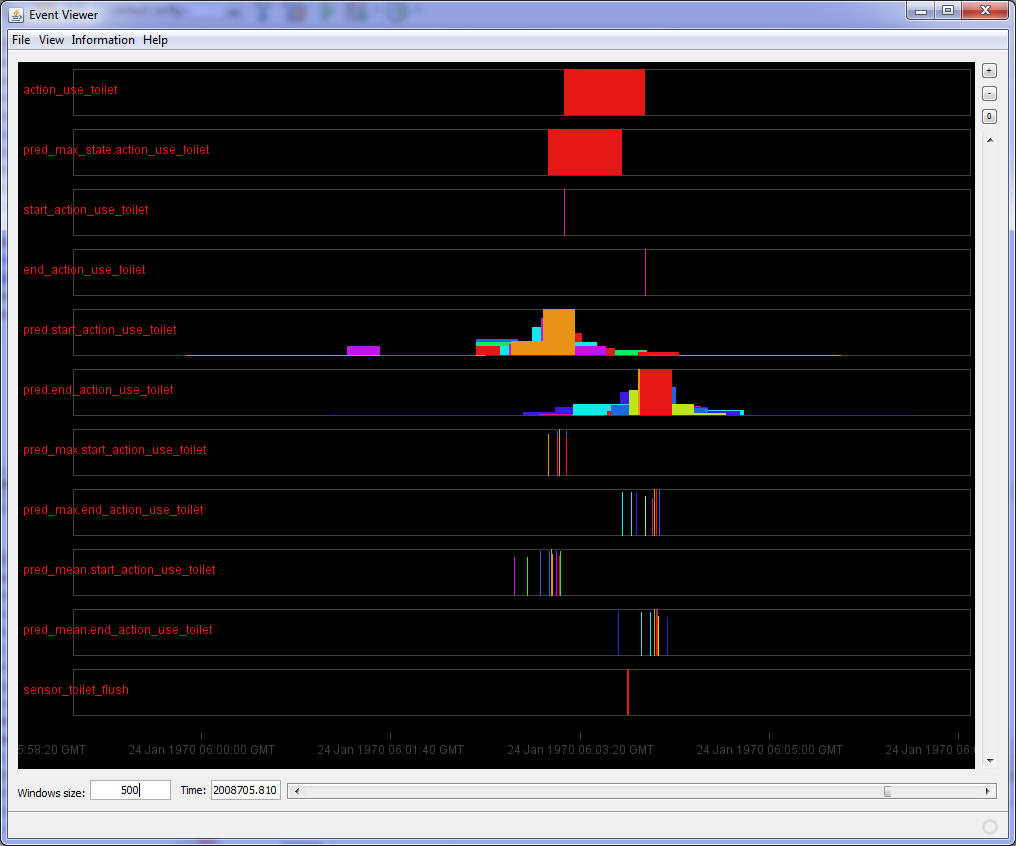 Event Viewer
File View Information Help
action_use_toilet
pred_max_state.action_use_toilet
start_action_use_toilet
end_action_use_toilet
pred.start_action_use_toilet
pred.end_action_use_toilet
pred_max.start_action_use_toilet
pred_max.end_action_use_toilet
pred_mean.start_action_use_toilet
pred_mean.end_action_use_toilet
sensor_toilet_flush
5:58:20 GMT 24 Jan 1970 06:00:00 GMT 24 Jan 1970 06:01:40 GMT 24 Jan 1970 06:03:20 GMT 24 Jan 1970 06:05:00 GMT 24 Jan 1970 06:0
Windows size: 500 Time: 2008705.810
+
-
0